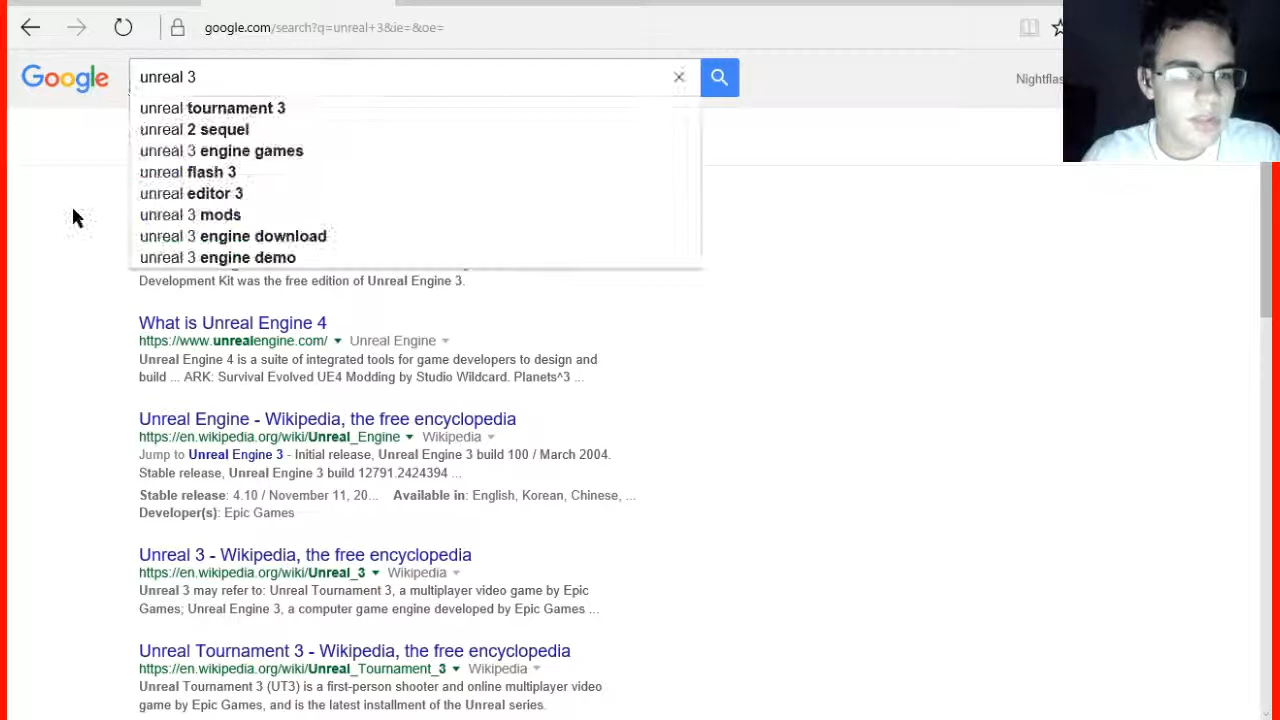 google.com/search?q=unreal+3&ie=&oe=
Google
unreal 3
Nightflas
unreal tournament 3
unreal 2 sequel
unreal 3 engine games
unreal flash 3
unreal editor 3
unreal 3 mods
unreal 3 engine download
unreal 3 engine demo
Development Kit was the free edition of Unreal Engine 3.
What is Unreal Engine 4
https://www.unrealengine.com/ Unreal Engine
Unreal Engine 4 is a suite of integrated tools for game developers to design and
build ... ARK: Survival Evolved UE4 Modding by Studio Wildcard. Planets^3 ...
Unreal Engine - Wikipedia, the free encyclopedia
https://en.wikipedia.org/wiki/Unreal_Engine Wikipedia
Jump to Unreal Engine 3 - Initial release, Unreal Engine 3 build 100 / March 2004.
Stable release, Unreal Engine 3 build 12791.2424394 ...
Stable release: 4.10 / November 11, 20... Available in: English, Korean, Chinese, ...
Developer(s): Epic Games
Unreal 3 - Wikipedia, the free encyclopedia
https://en.wikipedia.org/wiki/Unreal_3 Wikipedia
Unreal 3 may refer to: Unreal Tournament 3, a multiplayer video game by Epic
Games; Unreal Engine 3, a computer game engine developed by Epic Games ...
Unreal Tournament 3 - Wikipedia, the free encyclopedia
https://en.wikipedia.org/wiki/Unreal_Tournament_3 Wikipedia
Unreal Tournament 3 (UT3) is a first-person shooter and online multiplayer video
game by Epic Games, and is the latest installment of the Unreal series.